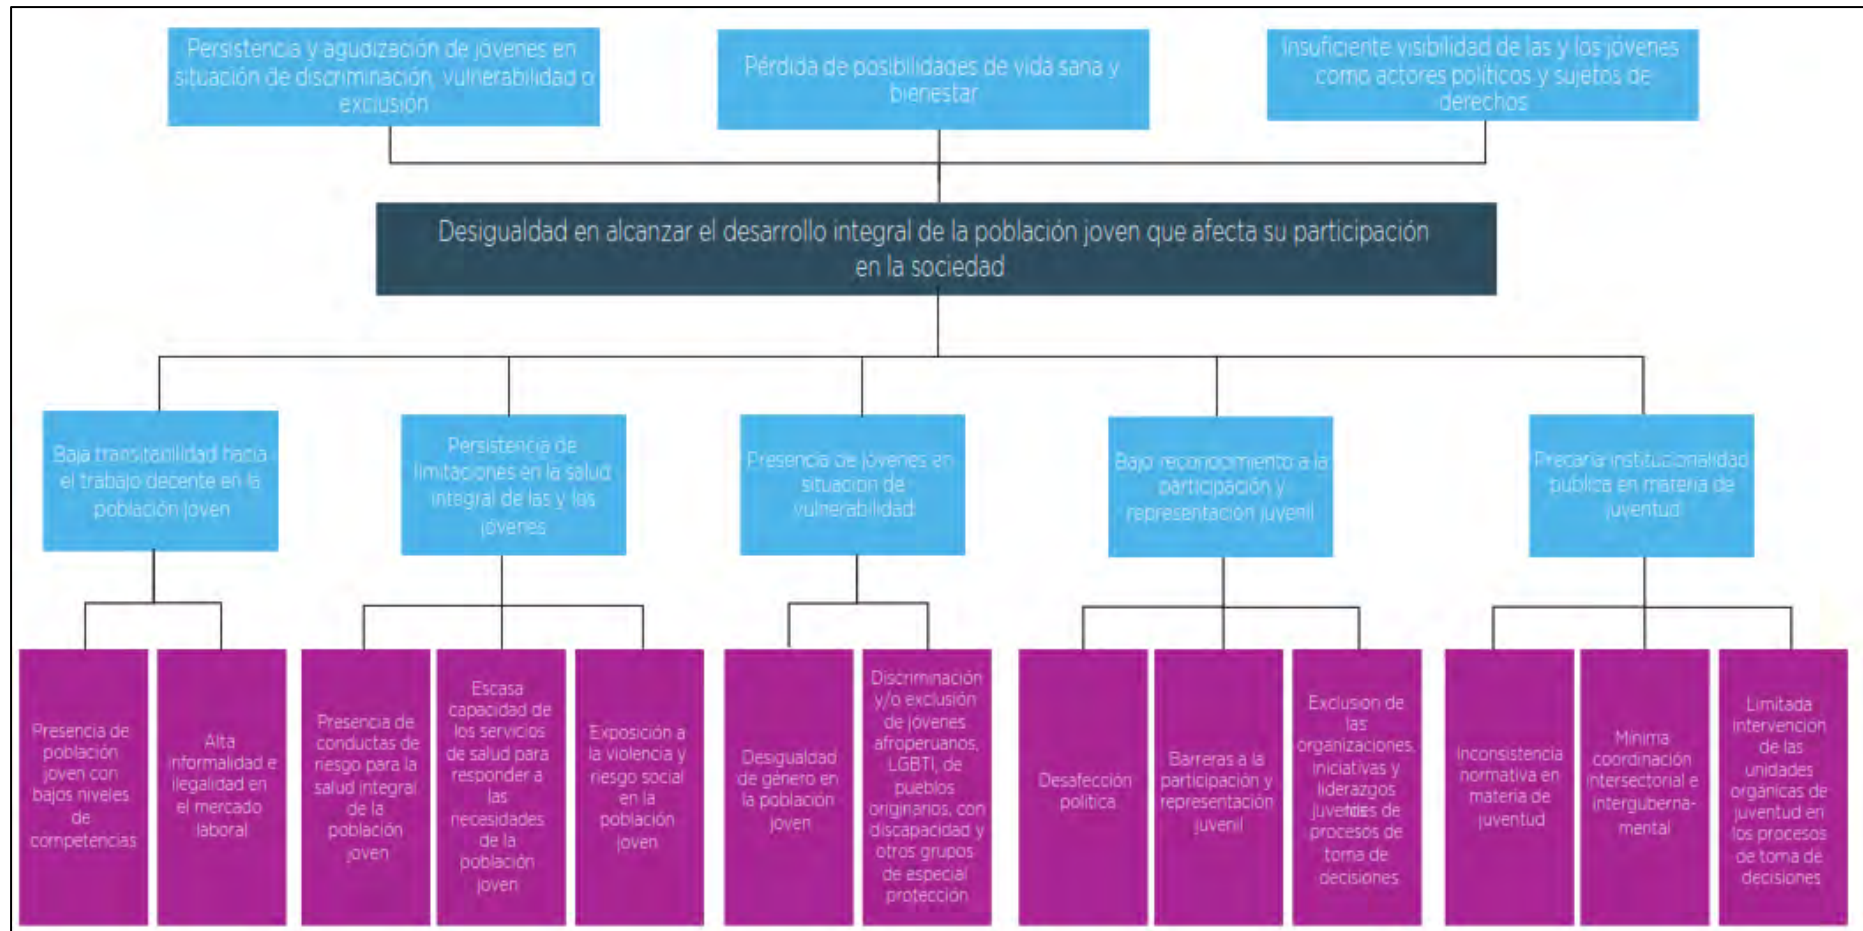 Persistencia y agudización de jóvenes en
situación de discriminación, vulnerabilidad o
exclusión
Pérdida de posibilidades de vida sana y
bienestar
Insuficiente visibilidad de las y los jóvenes
como actores políticos y sujetos de
derechos
Desigualdad en alcanzar el desarrollo integral de la población joven que afecta su participación
en la sociedad
Baja transitabilidad hacia
el trabajo decente en la
población joven
Persistencia de
limitaciones en la salud
integral de las y los
jóvenes
Presencia de jóvenes en
situación de
vulnerabilidad
Bajo reconocimiento a la
participación y
representación juvenil
Precaria institucionalidad
pública en materia de
juventud
Presencia de
población
joven con
bajos niveles
de
competencias
Alta
informalidad e
ilegalidad en
el mercado
laboral
Presencia de
conductas de
riesgo para la
salud integral
de la
población
joven
Escasa
capacidad de
los servicios
de salud para
responder a
las
necesidades
de la
población
joven
Exposición a
la violencia y
riesgo social
en la
población
joven
Desigualdad
de género en
la población
joven
Discriminación
y/o exclusión
de jóvenes
afroperuanos,
LGBTI, de
pueblos
originarios, con
discapacidad y
otros grupos
de especial
protección
Desafección
política
Barreras a la
participación y
representación
juvenil
Exclusion de
las
organizaciones,
iniciativas y
liderazgos
de
procesos de
toma de
decisiones
Inconsistencia
normativa en
materia de
juventud
Mínima
coordinación
intersectorial e
interguberna-
mental
Limitada
intervención
de las
unidades
orgánicas de
juventud en
los procesos
de toma de
decisiones